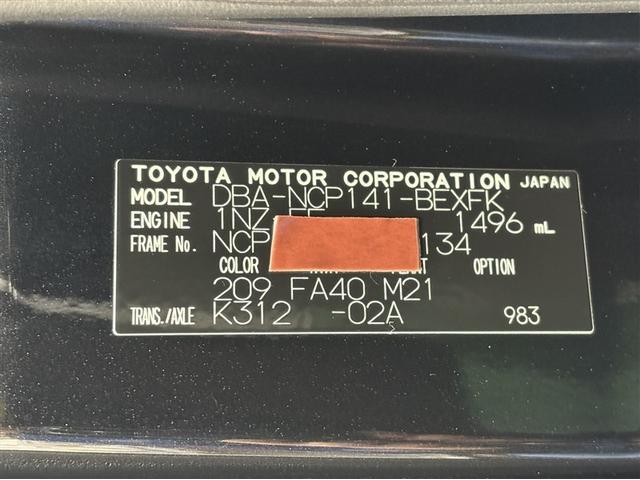 TOYOTA MOTOR CORPORATION JAPAN
MODEL DBA-NCP141-BEXFK
ENGINE 1NZ 1496 mL
FRAME No. NCP 134
COLOR OPTION
209 FA40 M21
TRANS./AXLE K312 -02A 983